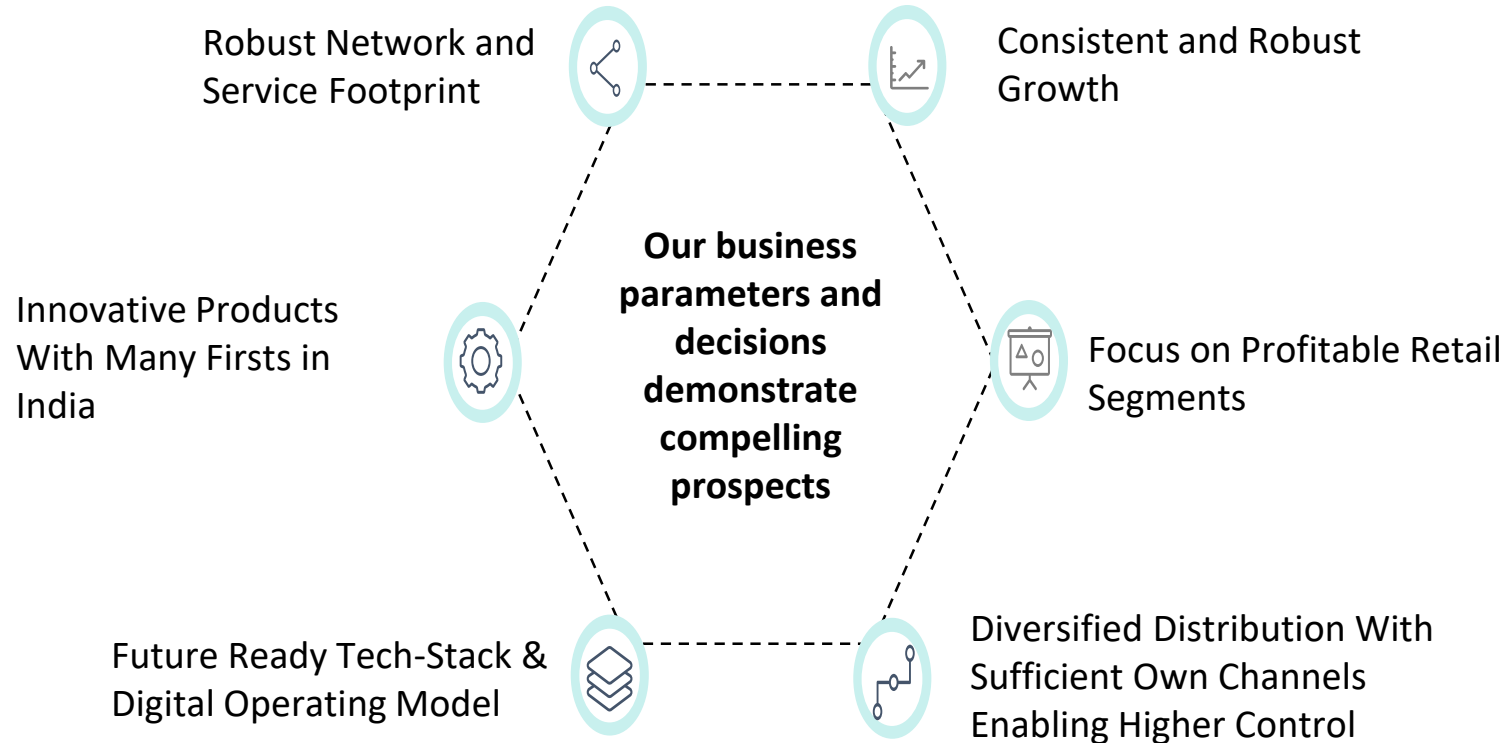 Robust Network and
Service Footprint
Consistent and Robust
Growth
Our business
parameters and
decisions
demonstrate
compelling
prospects
Innovative Products
With Many Firsts in
India
Focus on Profitable Retail
Segments
Future Ready Tech-Stack &
Digital Operating Model
Diversified Distribution With
Sufficient Own Channels
Enabling Higher Control